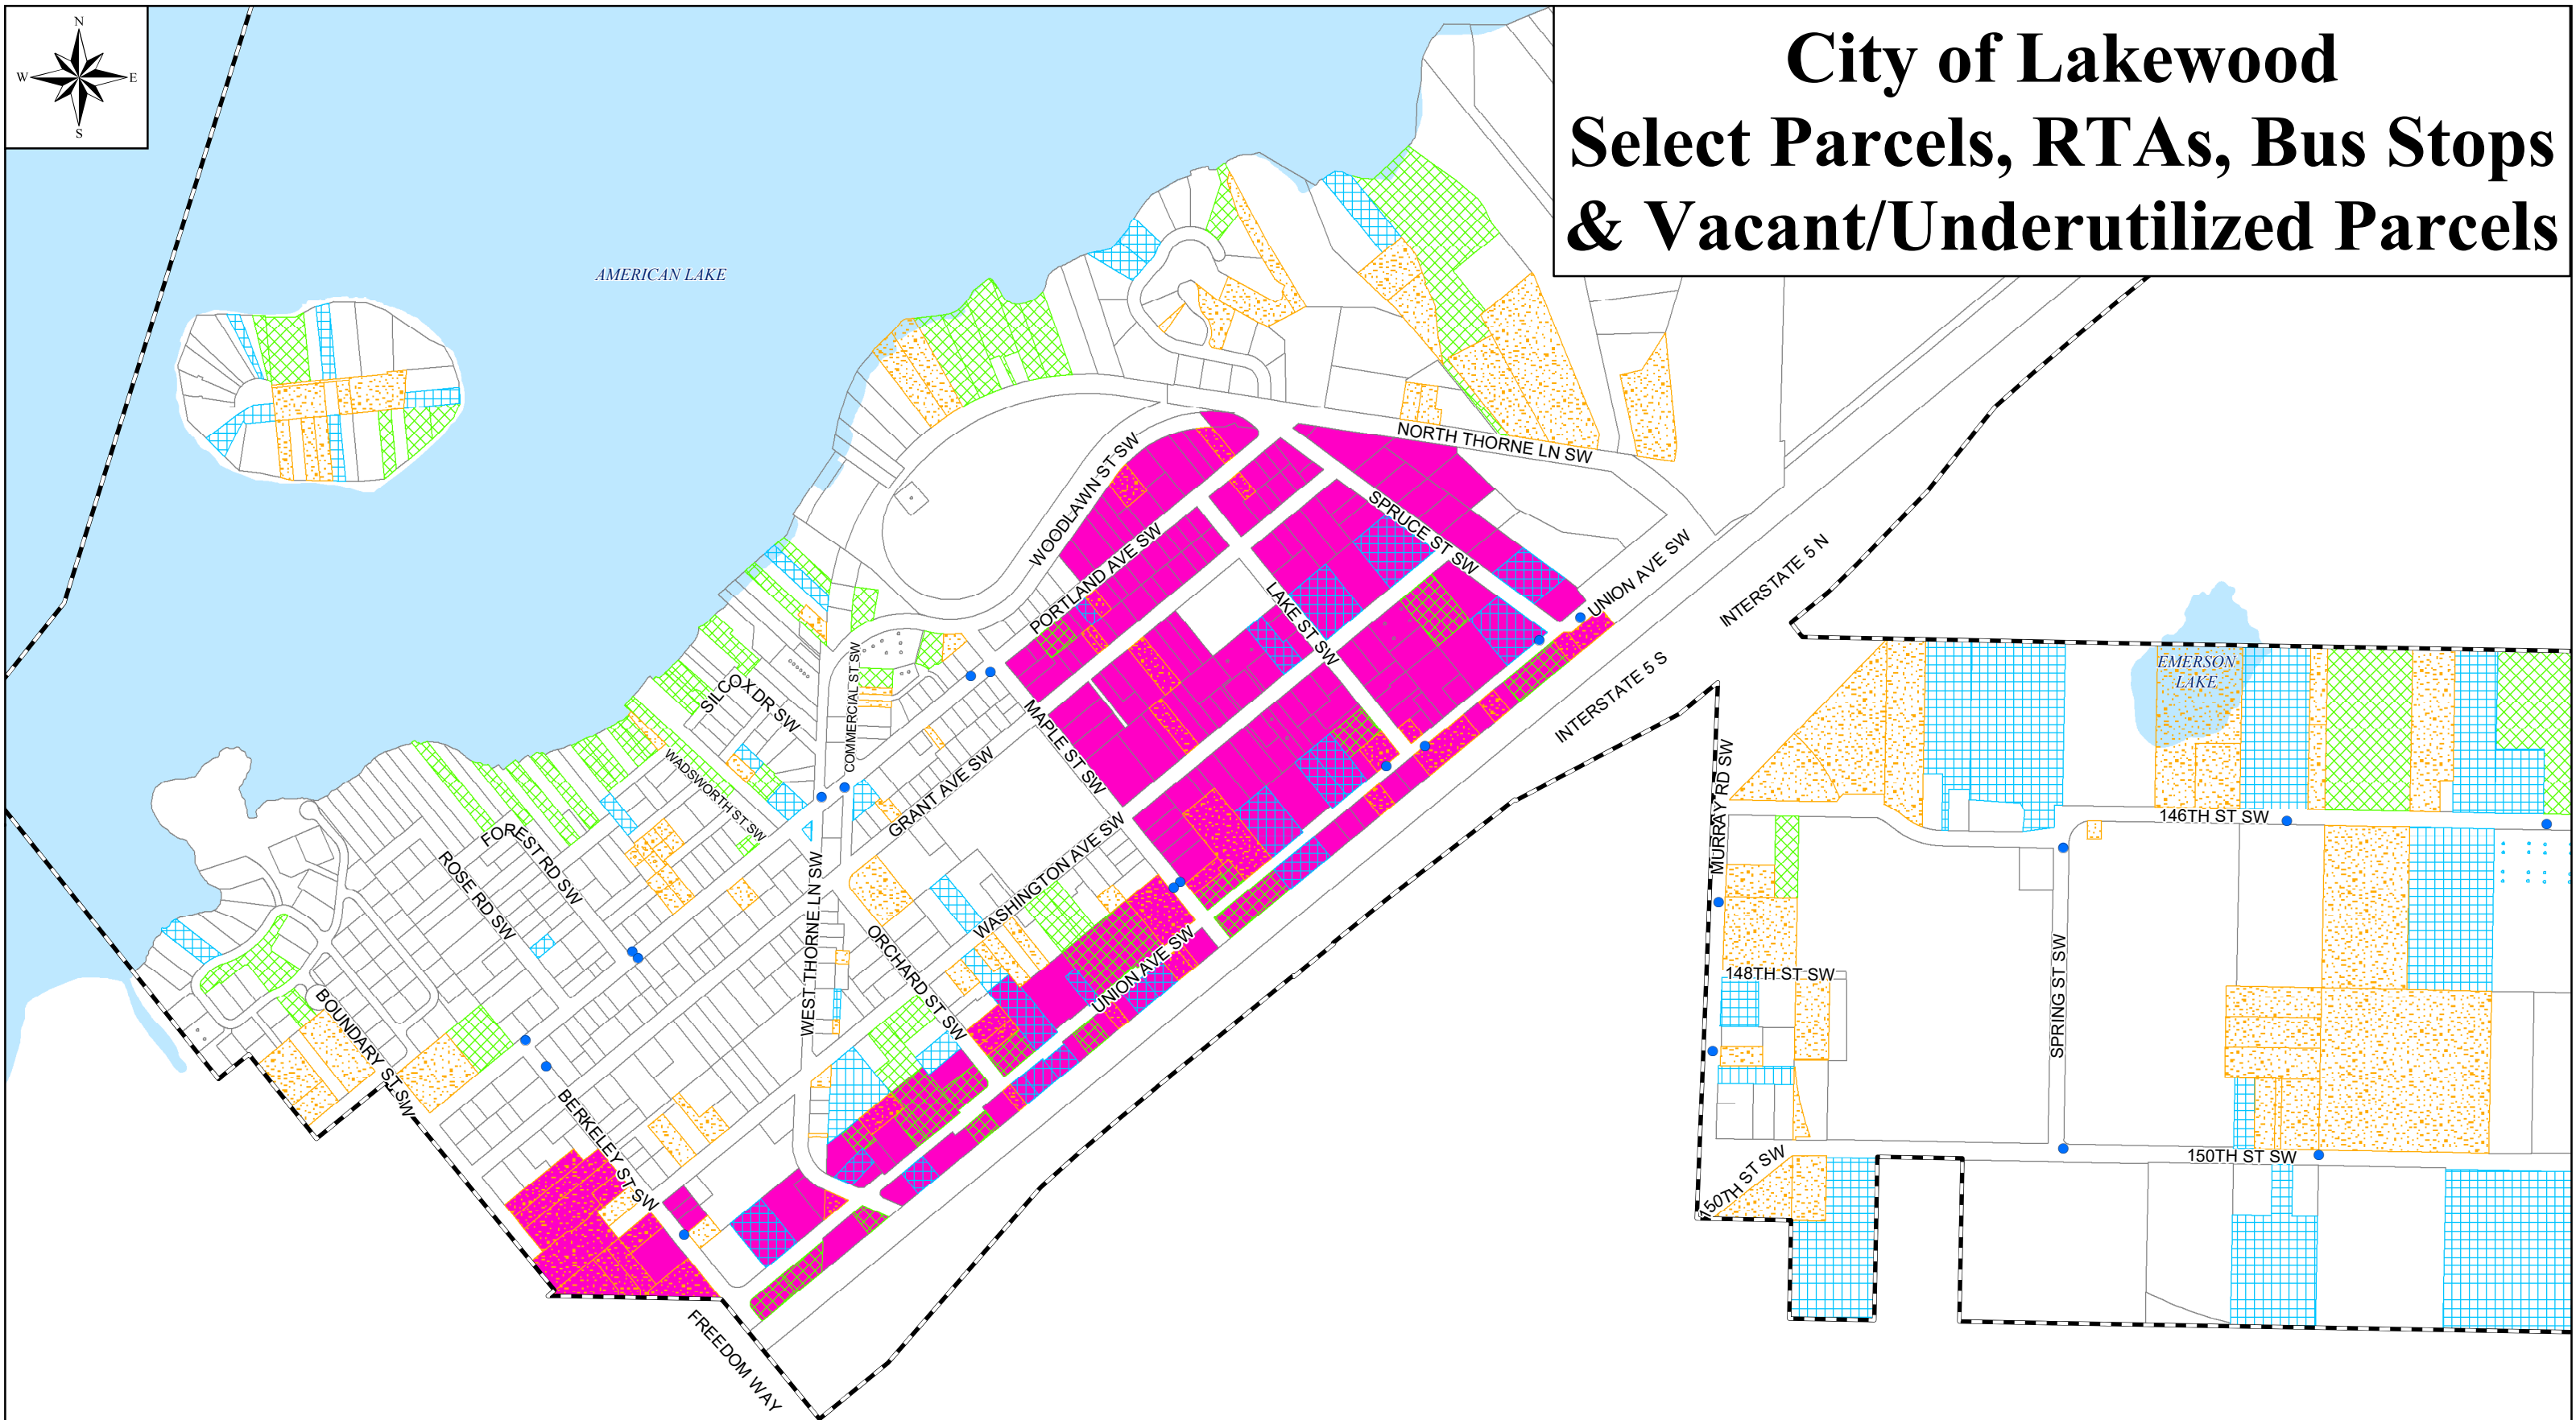 N
W
E
S
City of Lakewood
Select Parcels, RTAs, Bus Stops
& Vacant/Underutilized Parcels
AMERICAN LAKE
NORTH THORNE LN SW
WOODLAWN ST SW
PORTLAND AVE SW
SPRUCE ST SW
LAKE ST SW
UNION AVE SW
INTERSTATE 5 N
INTERSTATE 5 S
EMERSON
LAKE
SILCOX DR SW
COMMERCIAL ST SW
MAPLE ST SW
WADSWORTH ST SW
GRANT AVE SW
MURRAY RD SW
146TH ST SW
FOREST RD SW
ROSE RD SW
WASHINGTON AVE SW
WEST THORNE LN SW
ORCHARD ST SW
UNION AVE SW
148TH ST SW
SPRING ST SW
BOUNDARY ST SW
BERKELEY ST SW
150TH ST SW
150TH ST SW
FREEDOM WAY